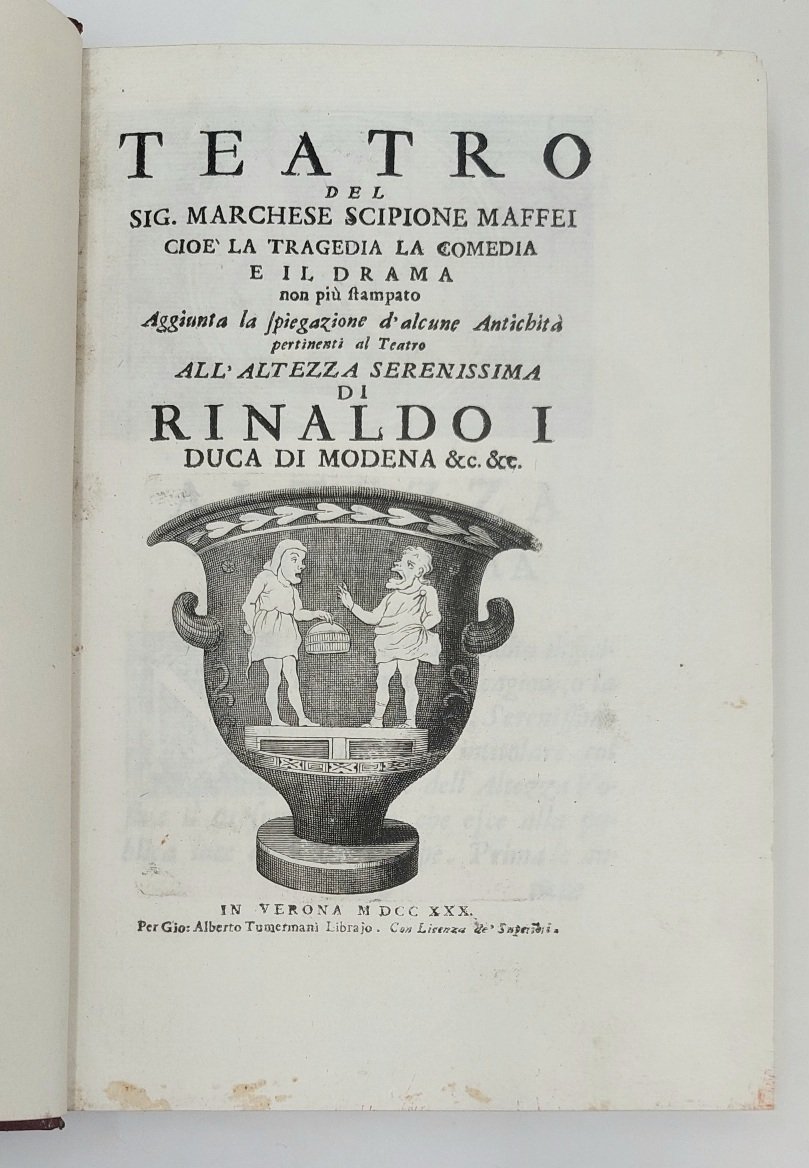 TEATRO
DEL
SIG. MARCHESE SCIPIONE MAFFEI
CIOE' LA TRAGEDIA LA COMEDIA
E IL DRAMA
non più ſtampato
Aggiunta la ſpiegazione d'alcune Antichità
pertinenti al Teatro
ALL' ALTEZZA SERENISSIMA
DI
RINALDO I
DUCA DI MODENA &c. &c.
IN VERONA M DCC XXX.
Per Gio: Alberto Tumermani Librajo. Con Licenza de' Superiori.